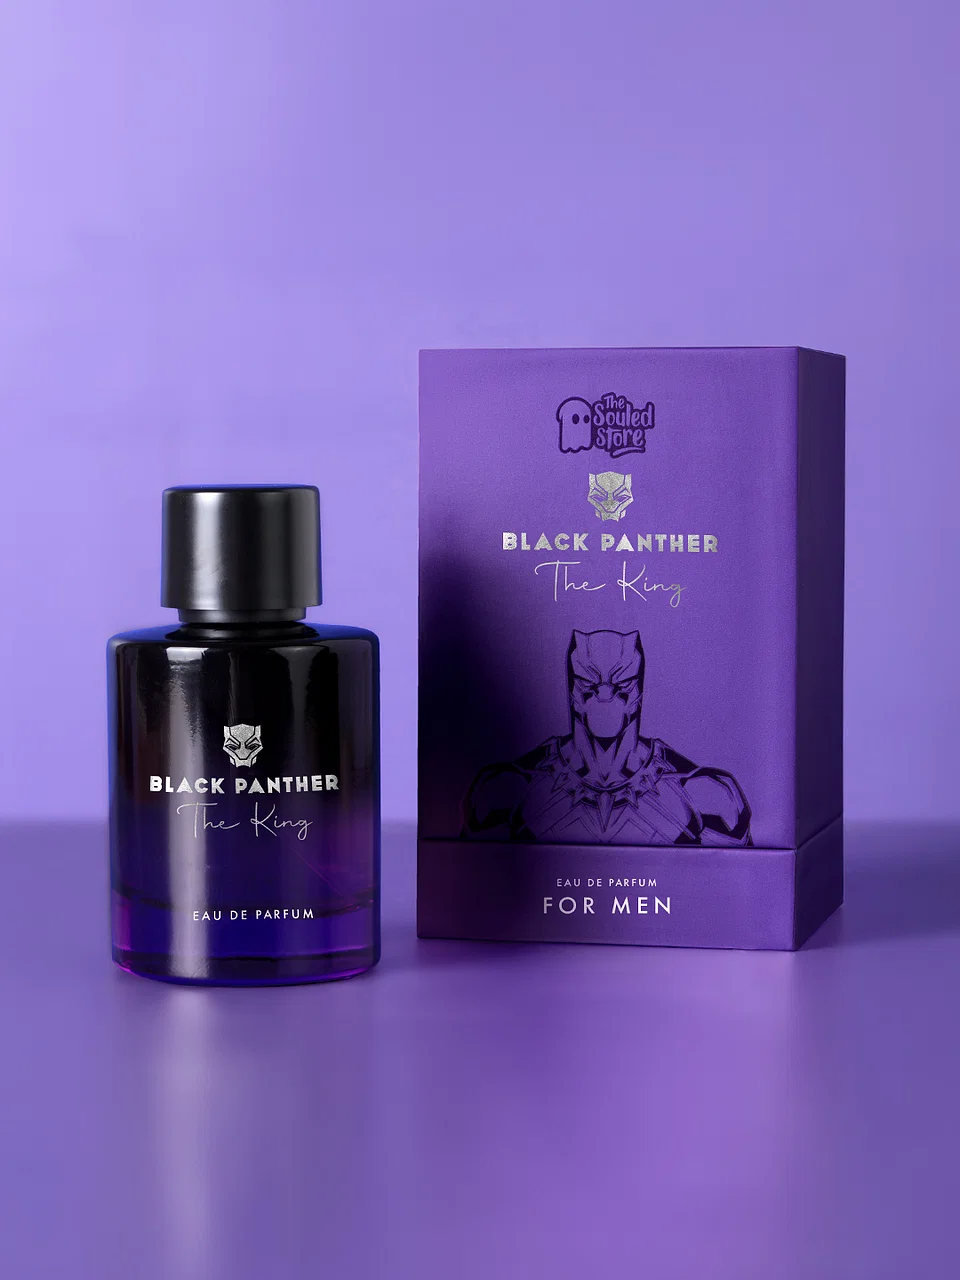 The
Souled
Store
BLACK PANTHER
The King
EAU DE PARFUM
FOR MEN
BLACK PANTHER
The King
EAU DE PARFUM